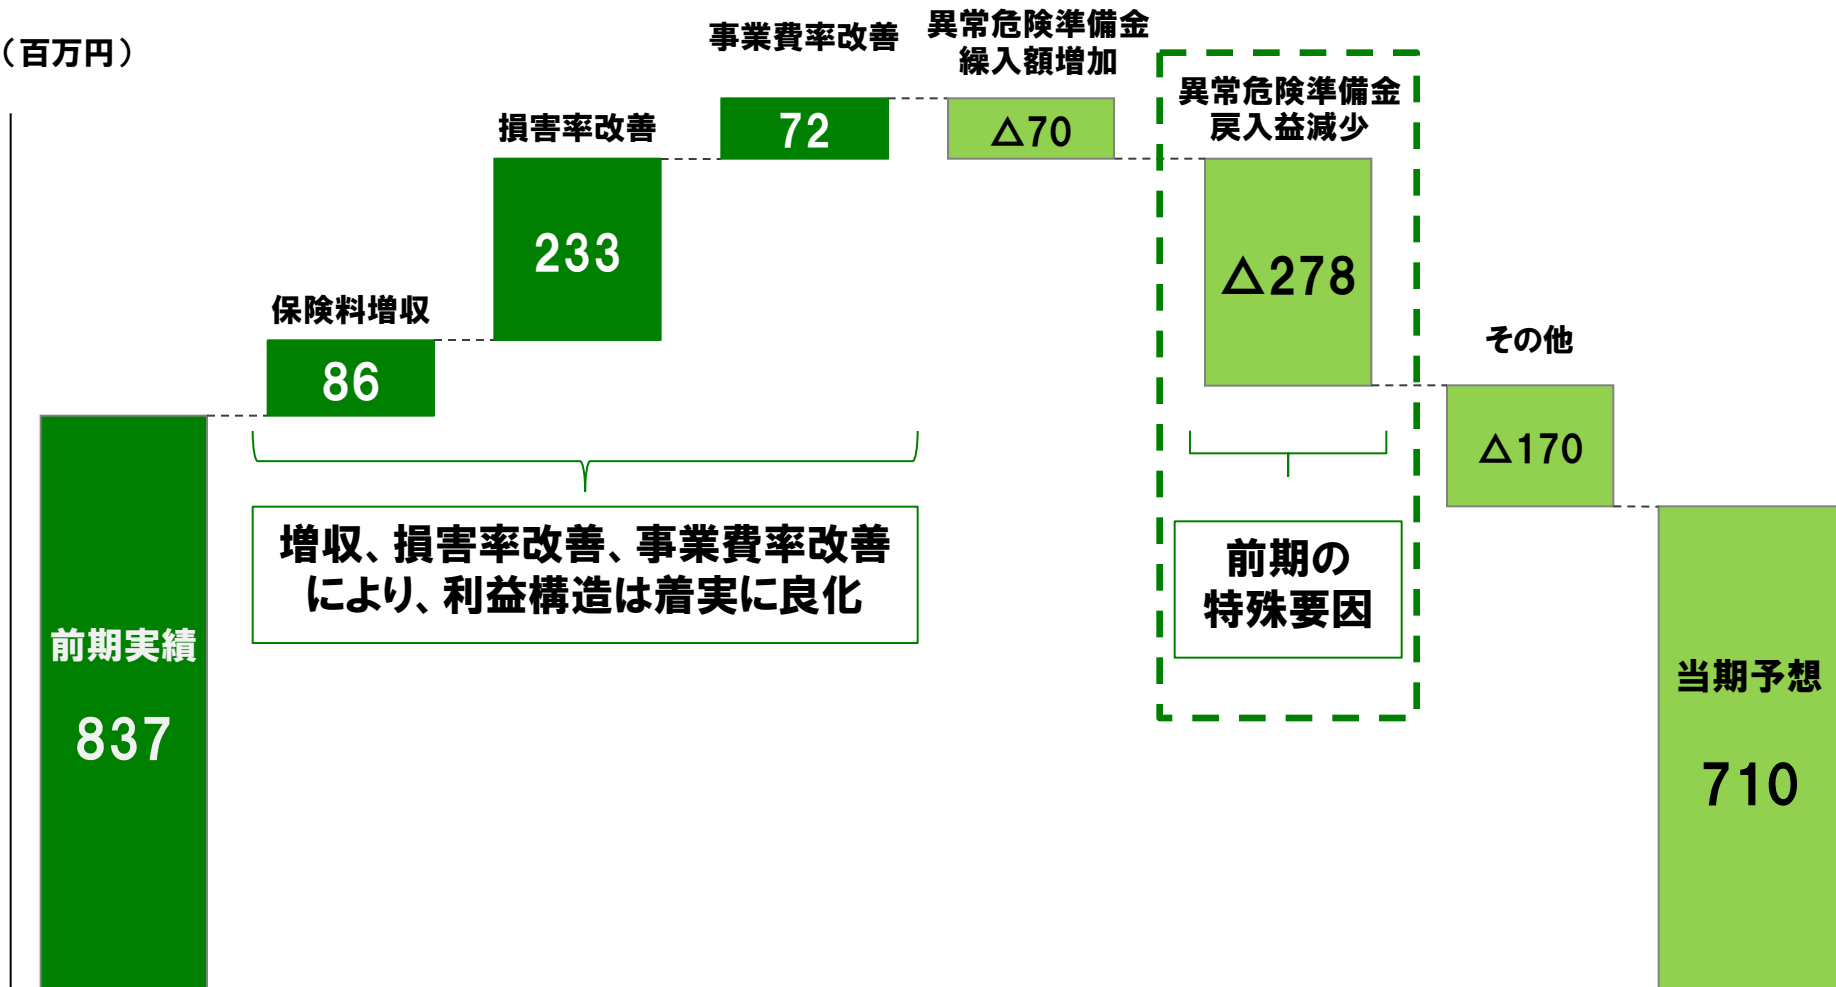 （百万円）
事業費率改善
異常危険準備金
繰入額増加
異常危険準備金
戻入益減少
損害率改善
72
△70
233
△278
保険料増収
86
その他
△170
増収、損害率改善、事業費率改善
により、利益構造は着実に良化
前期の
特殊要因
前期実績
837
当期予想
710